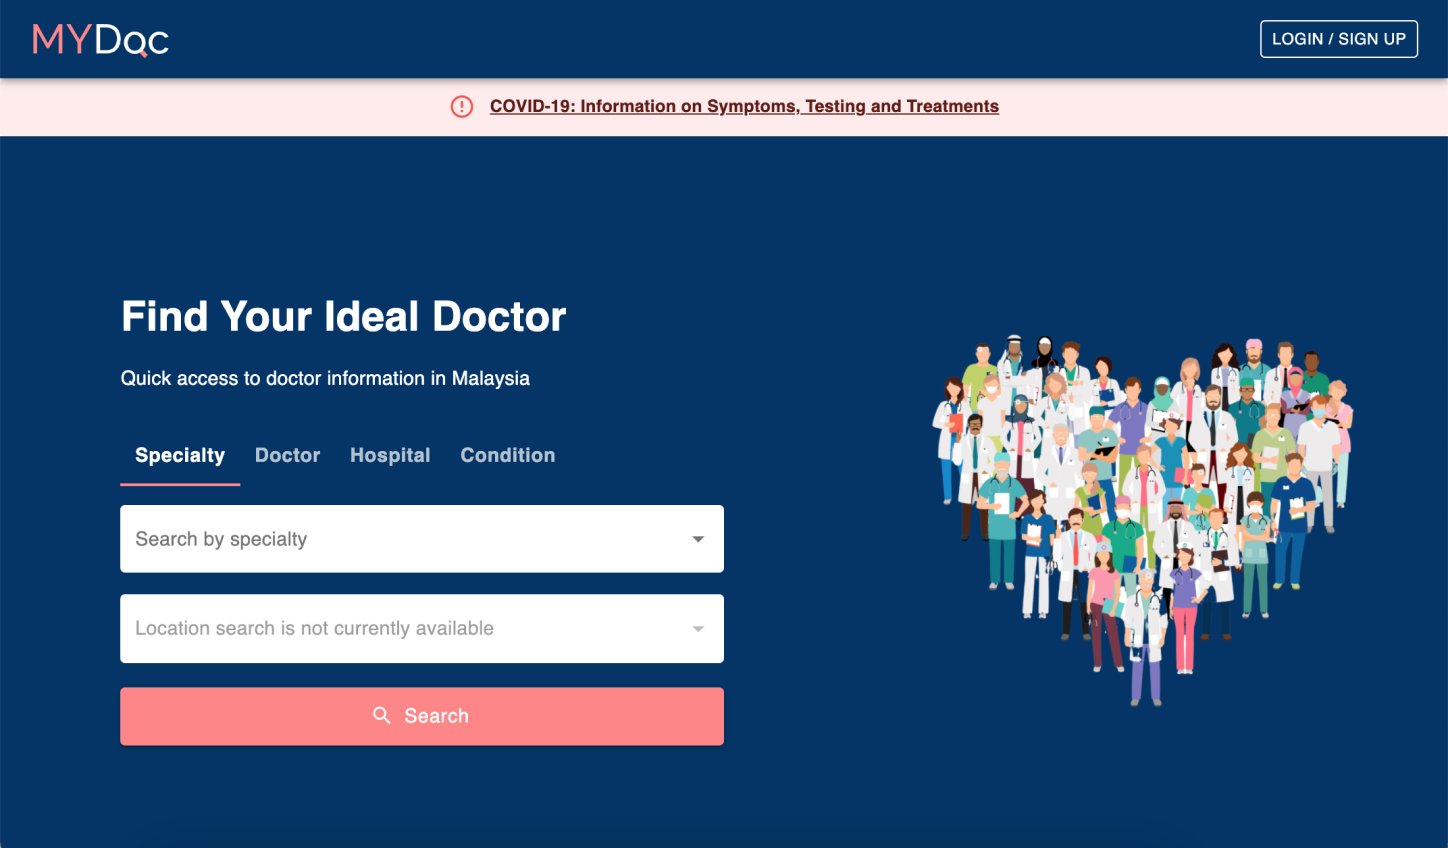 MYDoc
LOGIN / SIGN UP
COVID-19: Information on Symptoms, Testing and Treatments
Find Your Ideal Doctor
Quick access to doctor information in Malaysia
Specialty Doctor Hospital Condition
Search by specialty
Location search is not currently available
Search